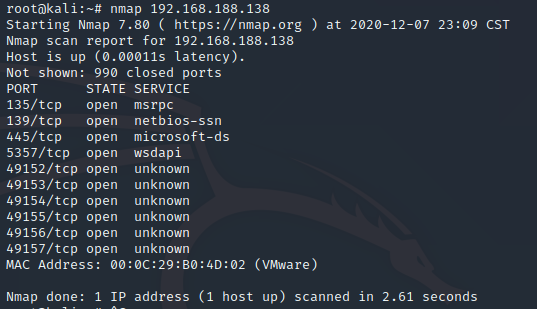 root@kali:~# nmap 192.168.188.138
Starting Nmap 7.80 ( https://nmap.org ) at 2020-12-07 23:09 CST
Nmap scan report for 192.168.188.138
Host is up (0.00011s latency).
Not shown: 990 closed ports
PORT      STATE SERVICE
135/tcp   open  msrpc
139/tcp   open  netbios-ssn
445/tcp   open  microsoft-ds
5357/tcp  open  wsdapi
49152/tcp open  unknown
49153/tcp open  unknown
49154/tcp open  unknown
49155/tcp open  unknown
49156/tcp open  unknown
49157/tcp open  unknown
MAC Address: 00:0C:29:B0:4D:02 (VMware)
Nmap done: 1 IP address (1 host up) scanned in 2.61 seconds